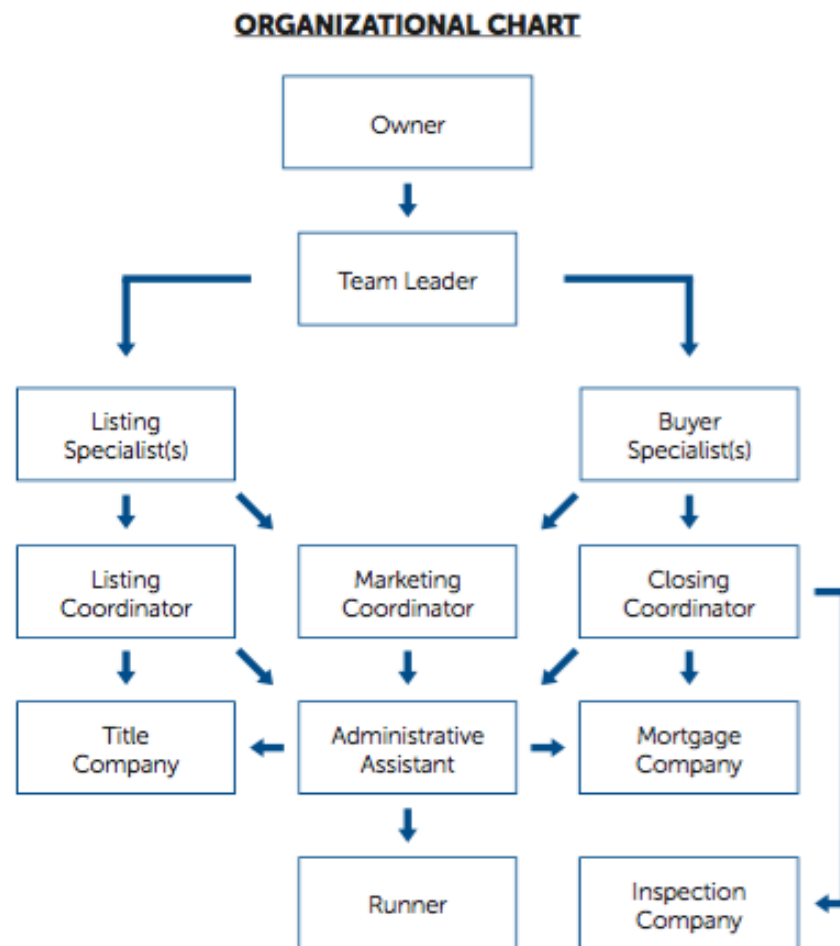 ORGANIZATIONAL CHART
Owner
Team Leader
Listing
Specialist(s)
Buyer
Specialist(s)
Listing
Coordinator
Marketing
Coordinator
Closing
Coordinator
Title
Company
Administrative
Assistant
Mortgage
Company
Runner
Inspection
Company